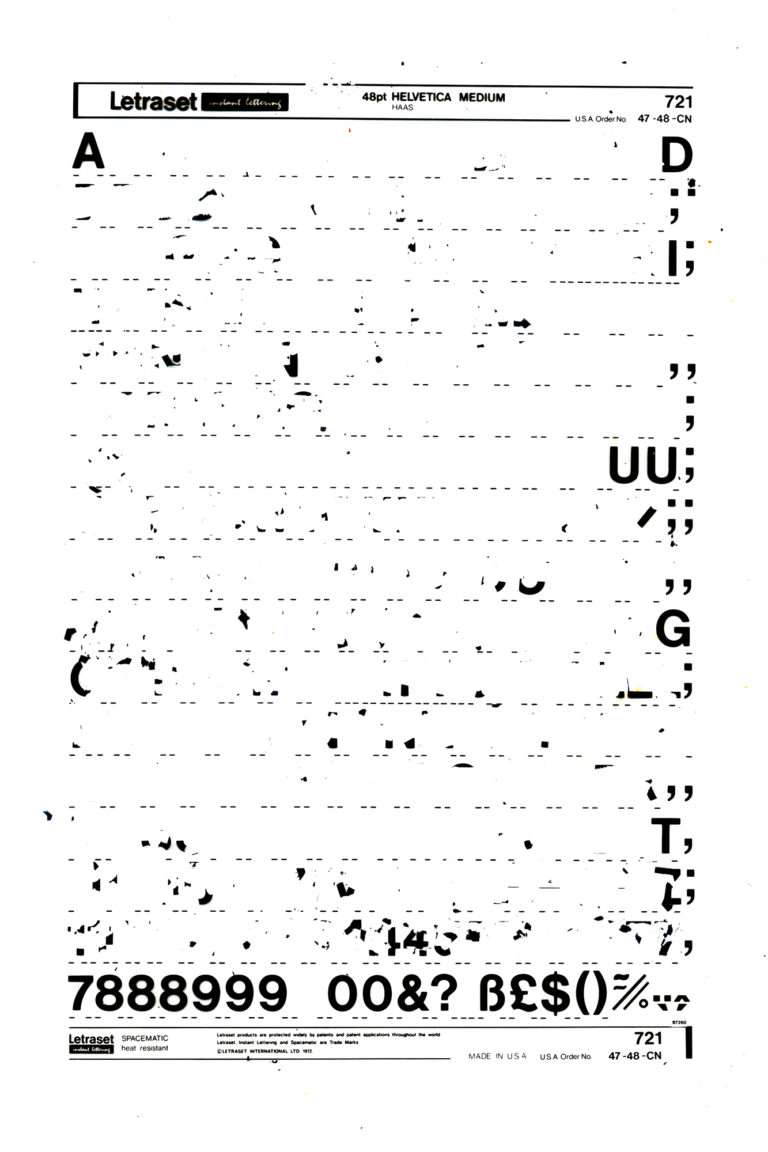 Letraset instant lettering 48pt HELVETICA MEDIUM 721
HAAS
U.S.A. Order No. 47-48-CN
A D
;
I;
,,
;
UU;
;;
,,
G
;
,,
T,
;
,
7888999 00&? ß£$()
B7260
Letraset SPACEMATIC Letraset products are protected widely by patents and patent applications throughout the world 721
instant lettering heat resistant Letraset. Instant Lettering and Spacematic are Trade Marks
©LETRASET INTERNATIONAL LTD. 1972
MADE IN U S A U.S.A. Order No. 47-48-CN